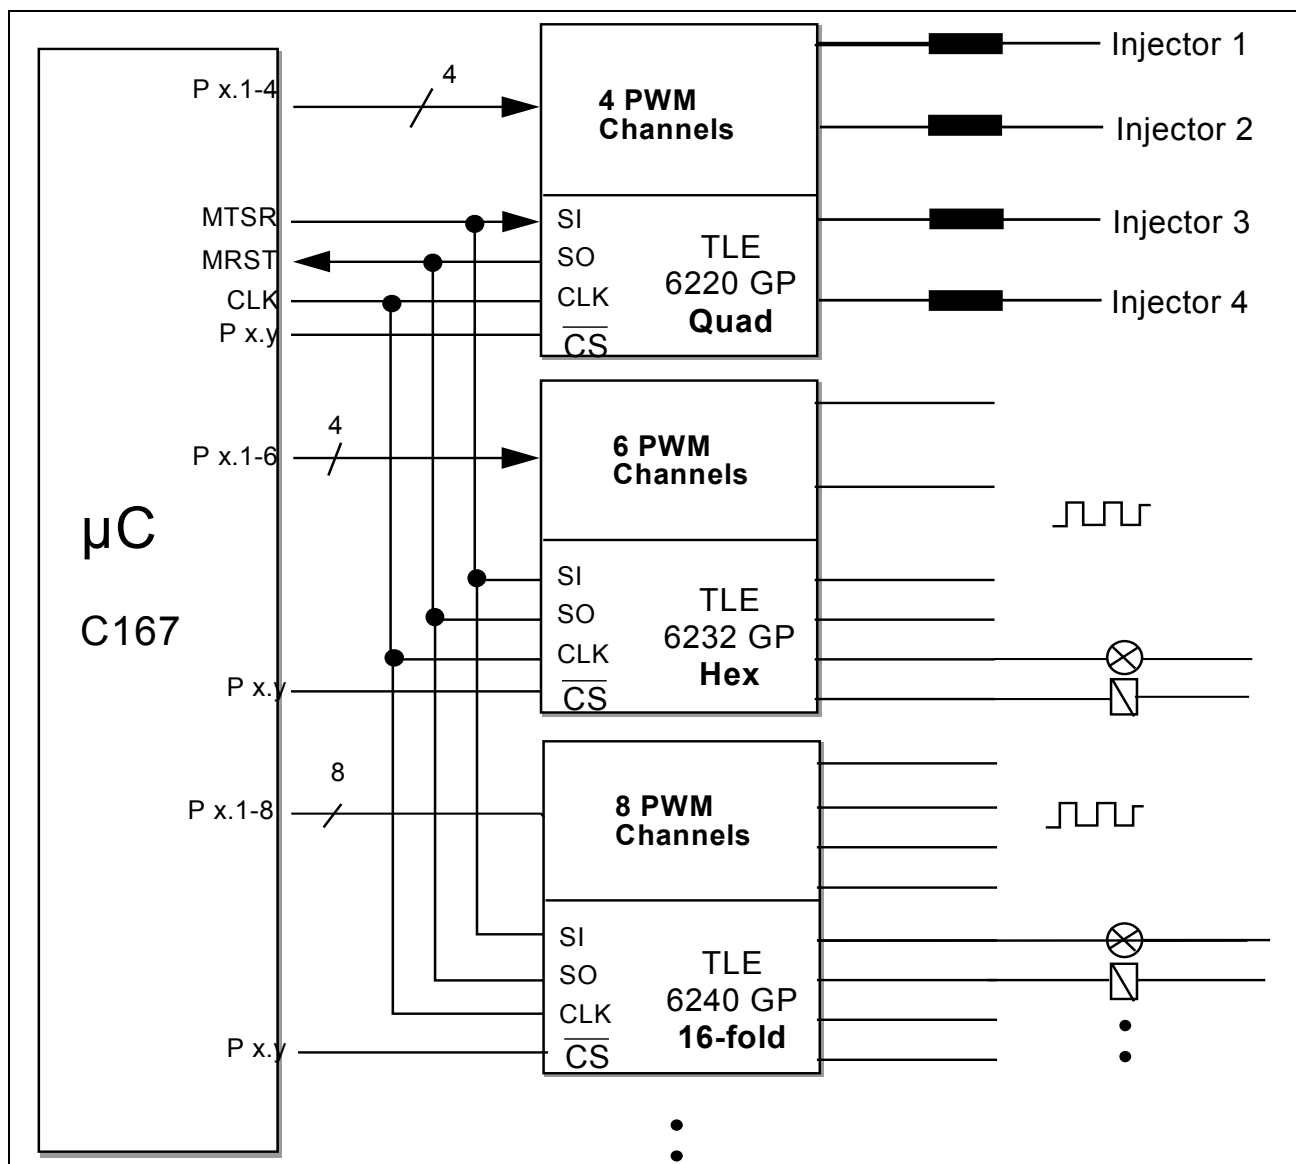 P x.1-4
4
4 PWM
Channels
Injector 1
Injector 2
MTSR
MRST
CLK
P x.y
SI
SO
CLK
CS
TLE
6220 GP
Quad
Injector 3
Injector 4
P x.1-6
4
6 PWM
Channels
µC
C167
SI
SO
CLK
CS
TLE
6232 GP
Hex
P x.y
P x.1-8
8
8 PWM
Channels
SI
SO
CLK
CS
TLE
6240 GP
16-fold
P x.y